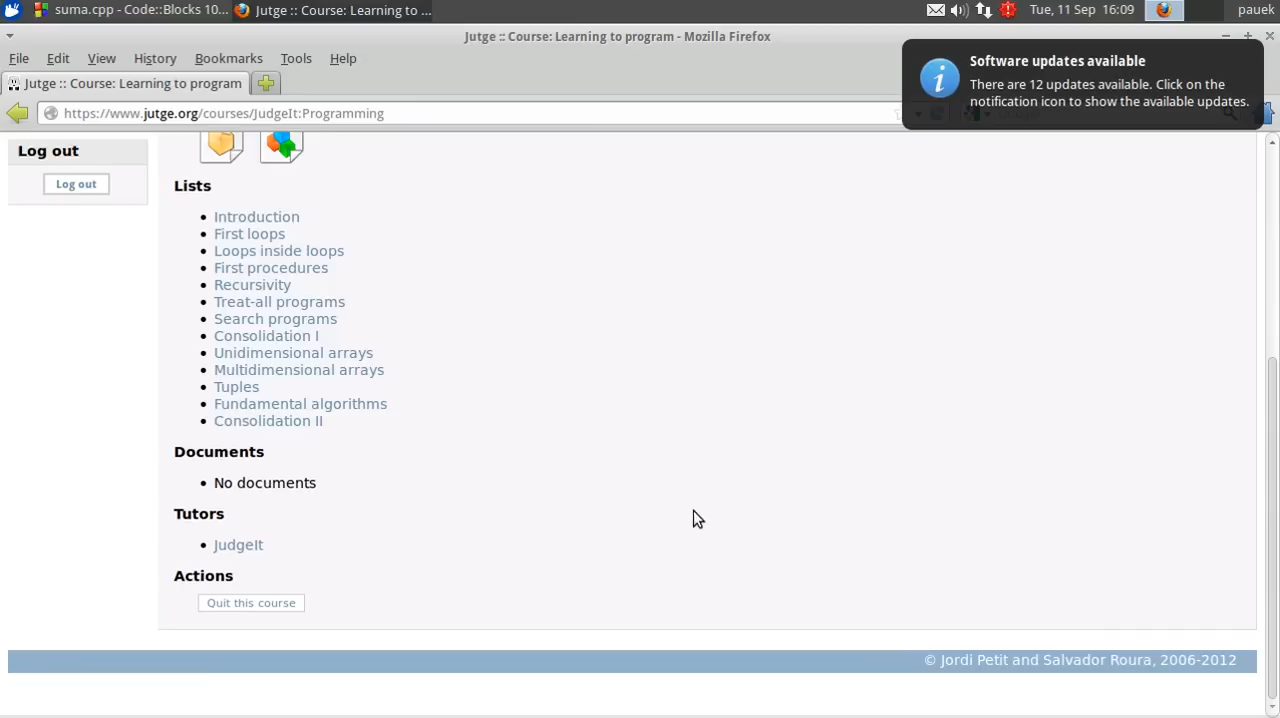 suma.cpp - Code::Blocks 10...
Jutge :: Course: Learning to ...
Tue, 11 Sep 16:09
pauek
Jutge :: Course: Learning to program - Mozilla Firefox
File Edit View History Bookmarks Tools Help
Jutge :: Course: Learning to program
https://www.jutge.org/courses/JudgeIt:Programming
Software updates available
There are 12 updates available. Click on the
notification icon to show the available updates.
Log out
Log out
Lists
Introduction
First loops
Loops inside loops
First procedures
Recursivity
Treat-all programs
Search programs
Consolidation I
Unidimensional arrays
Multidimensional arrays
Tuples
Fundamental algorithms
Consolidation II
Documents
No documents
Tutors
JudgeIt
Actions
Quit this course
© Jordi Petit and Salvador Roura, 2006-2012